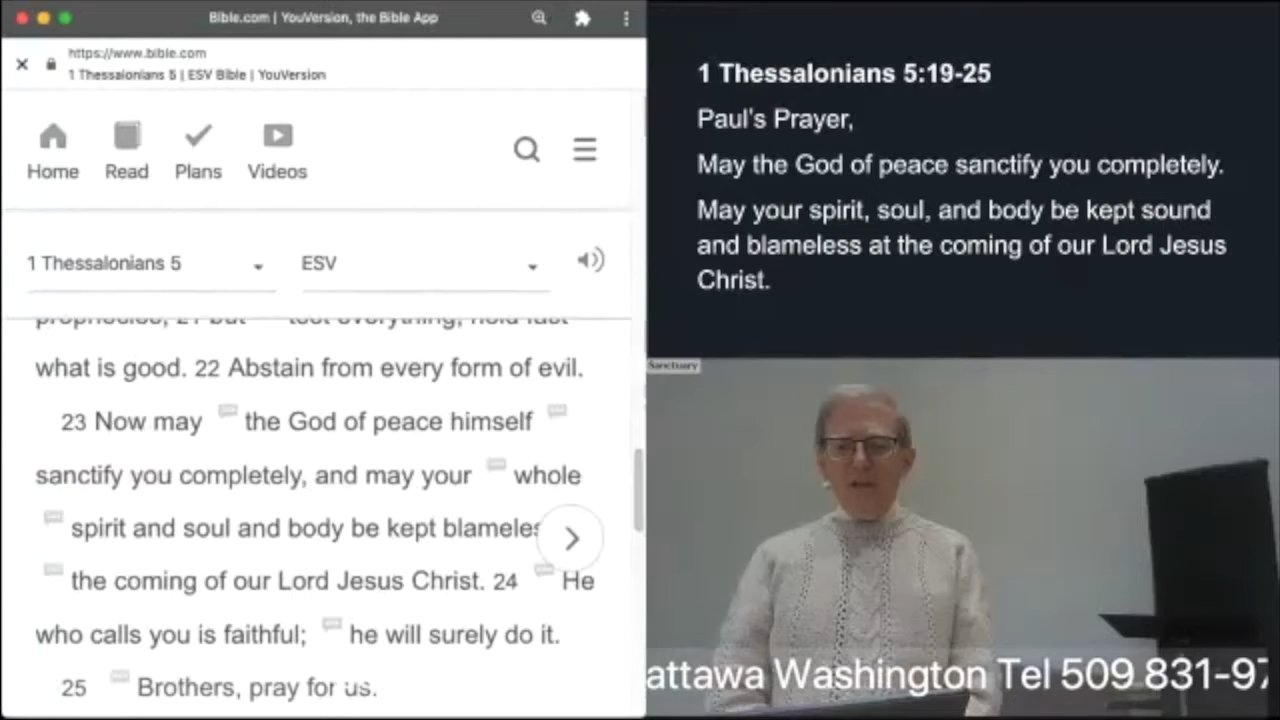 Bible.com | YouVersion, the Bible App
https://www.bible.com
1 Thessalonians 5 | ESV Bible | YouVersion
Home Read Plans Videos
1 Thessalonians 5 ESV
what is good. 22 Abstain from every form of evil.
23 Now may the God of peace himself
sanctify you completely, and may your whole
spirit and soul and body be kept blameles
the coming of our Lord Jesus Christ. 24 He
who calls you is faithful; he will surely do it.
25 Brothers, pray for us.
1 Thessalonians 5:19-25
Paul's Prayer,
May the God of peace sanctify you completely.
May your spirit, soul, and body be kept sound
and blameless at the coming of our Lord Jesus
Christ.
Sanctuary
attawa Washington Tel 509 831-97